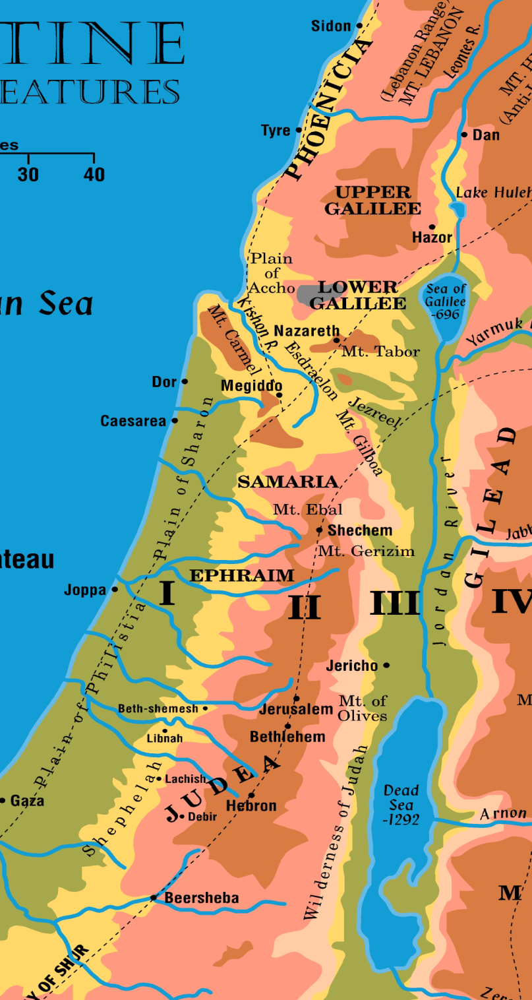 TINE
EATURES
es
30 40
Sidon
PHOENICIA
(Lebanon Range)
MT. LEBANON
Leontes R.
MT. H
(Anti-
Tyre
Dan
UPPER
GALILEE
Lake Huleh
Hazor
Plain
of
Accho
LOWER
GALILEE
Sea of
Galilee
-696
an Sea
Kishon R.
Mt. Carmel
Nazareth
Mt. Tabor
Yarmuk
Esdraelon
Dor
Megiddo
Jezreel
Caesarea
Mt. Gilboa
Plain of Sharon
GILEAD
SAMARIA
Mt. Ebal
Shechem
Jabb
Mt. Gerizim
Jordan River
ateau
EPHRAIM
Joppa
I
II
III
IV
Plain of Philistia
Jericho
Beth-shemesh
Jerusalem
Mt. of
Olives
M
Libnah
Bethlehem
Shephelah
Lachish
JUDEA
Wilderness of Judah
Gaza
Hebron
Debir
Dead
Sea
-1292
Arnon
Beersheba
M
Y OF SHUR
Zere